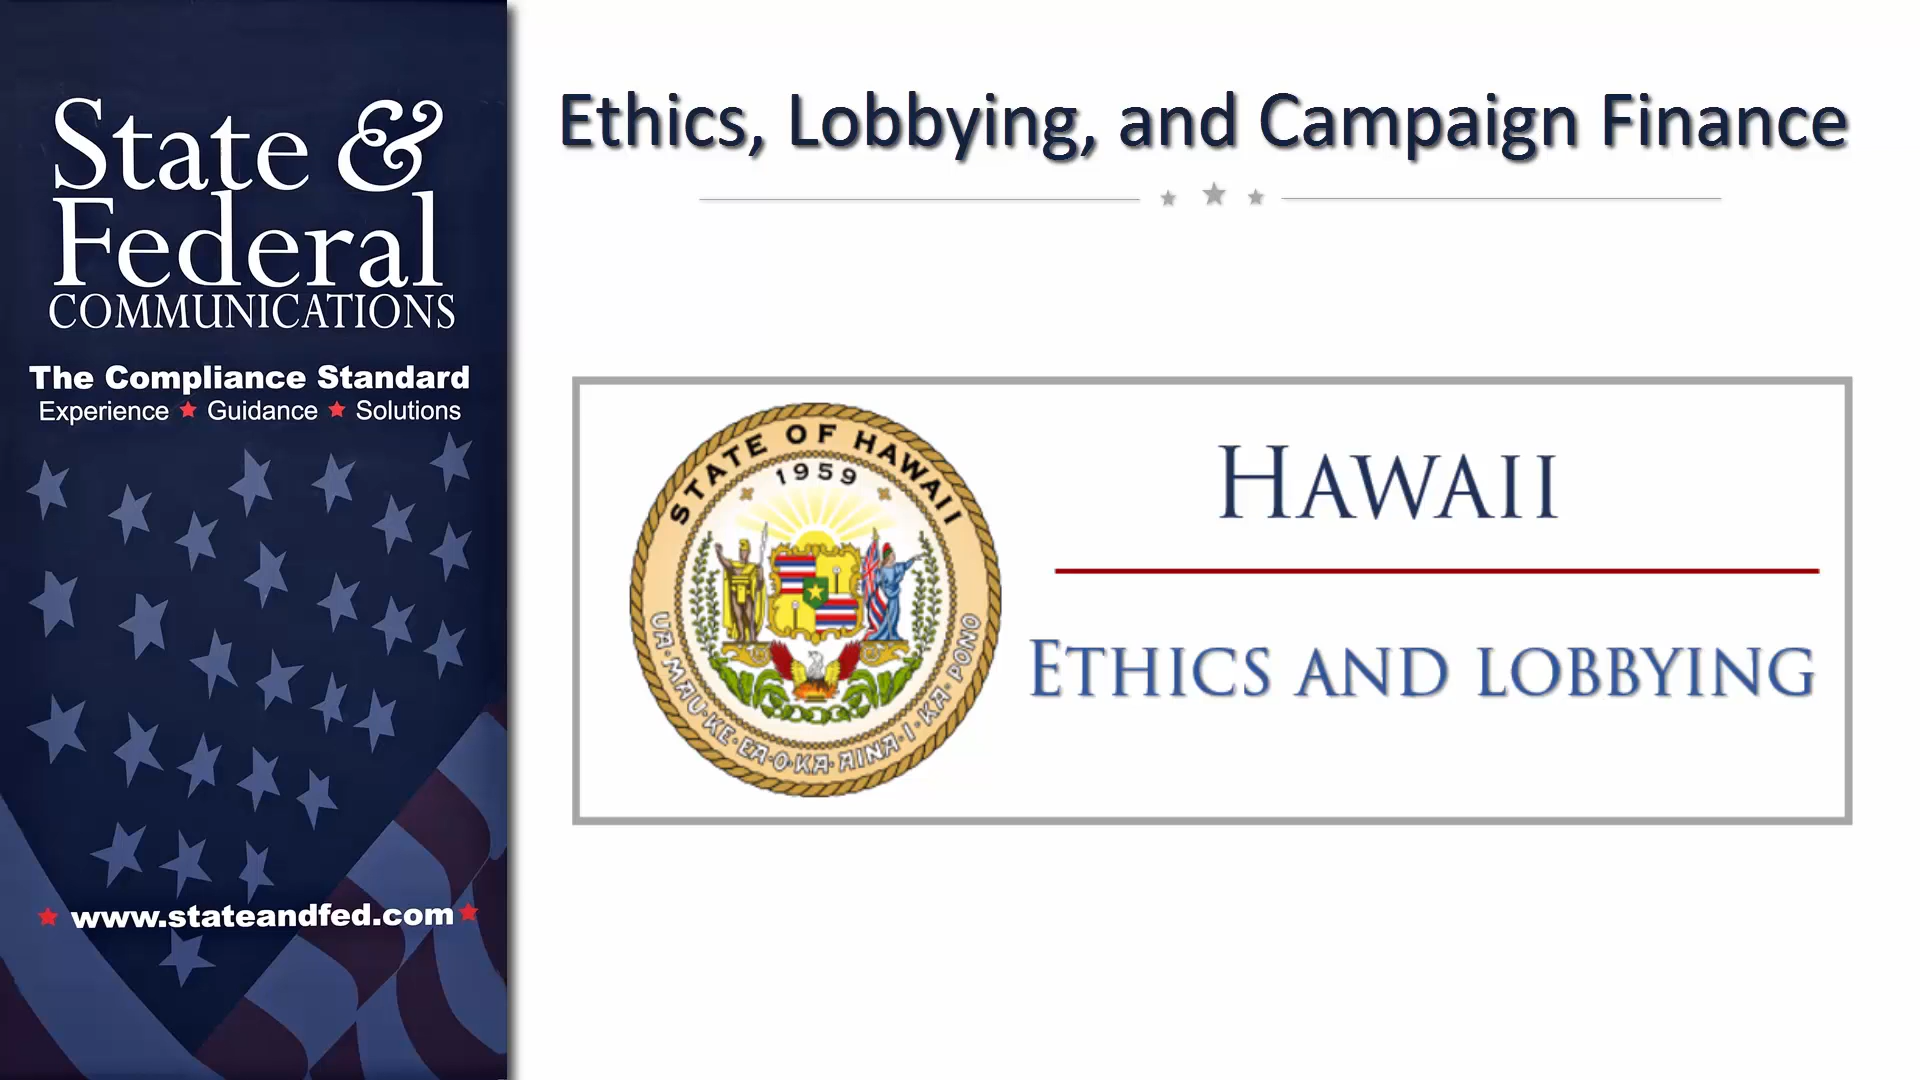 State &
Federal
COMMUNICATIONS
The Compliance Standard
Experience ★ Guidance ★ Solutions
★ www.stateandfed.com ★
Ethics, Lobbying, and Campaign Finance
STATE OF HAWAII
1959
UA·MAU·KE·EA·O·KA·AINA·I·KA·PONO
HAWAII
ETHICS AND LOBBYING